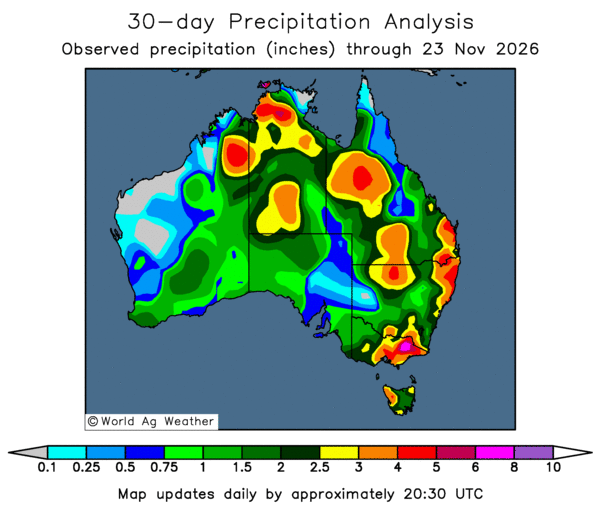 30-day Precipitation Analysis
Observed precipitation (inches) through 23 Nov 2026
©World Ag Weather
0.1 0.25 0.5 0.75 1 1.5 2 2.5 3 4 5 6 8 10
Map updates daily by approximately 20:30 UTC